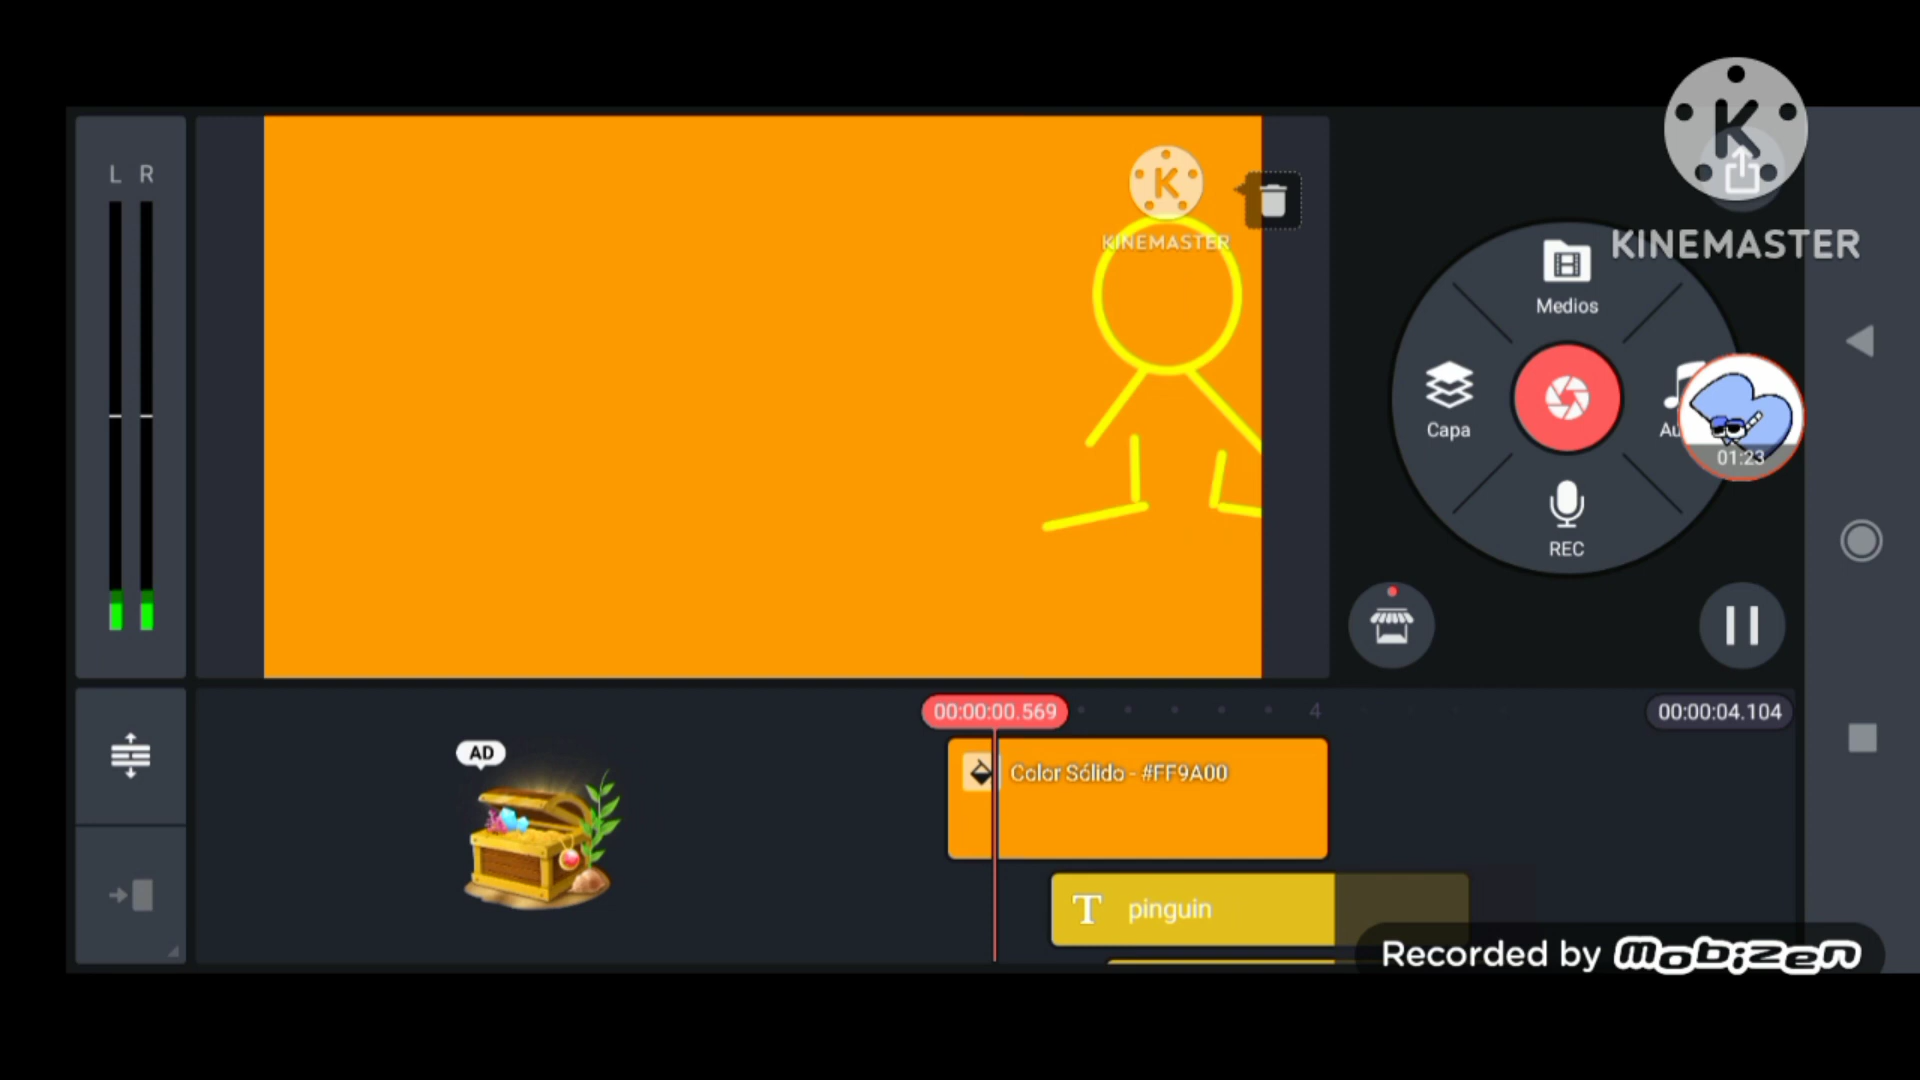 L R
K
KINEMASTER
K
KINEMASTER
Medios
Capa
Au
01:23
REC
00:00:00.569
4
00:00:04.104
AD
Color Sólido - #FF9A00
T pinguin
Recorded by mobizen